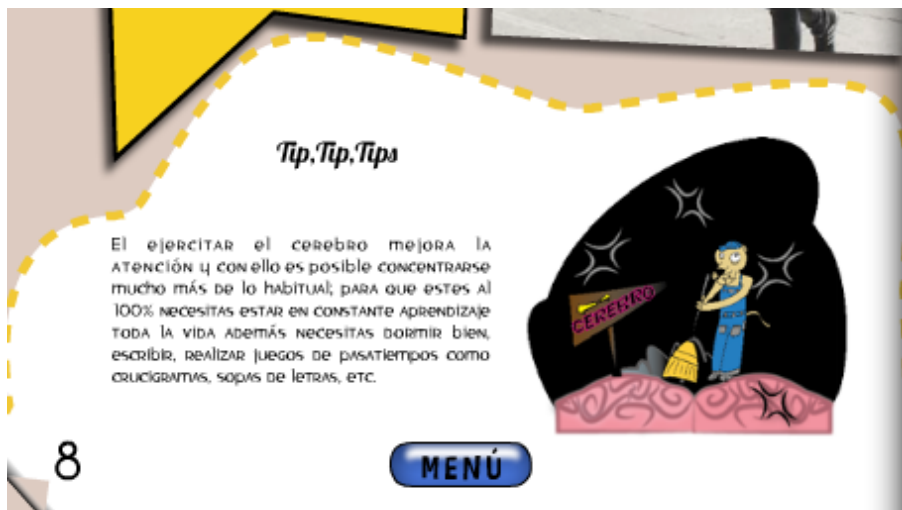 Tip,Tip,Tips
El ejercitar el cerebro mejora la
atención y con ello es posible concentrarse
mucho más de lo habitual; para que estes al
100% necesitas estar en constante aprendizaje
toda la vida además necesitas dormir bien,
escribir, realizar juegos de pasatiempos como
crucigramas, sopas de letras, etc.
CEREBRO
8
MENÚ